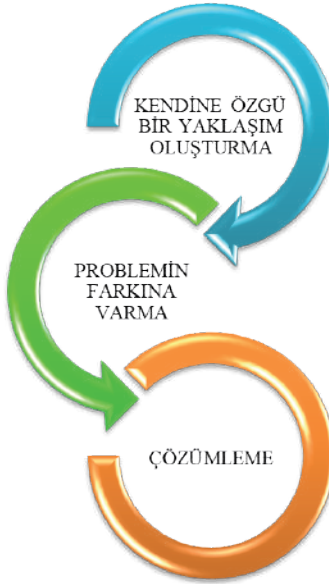 KENDİNE ÖZGÜ
BİR YAKLAŞIM
OLUŞTURMA
PROBLEMİN
FARKINA
VARMA
ÇÖZÜMLEME